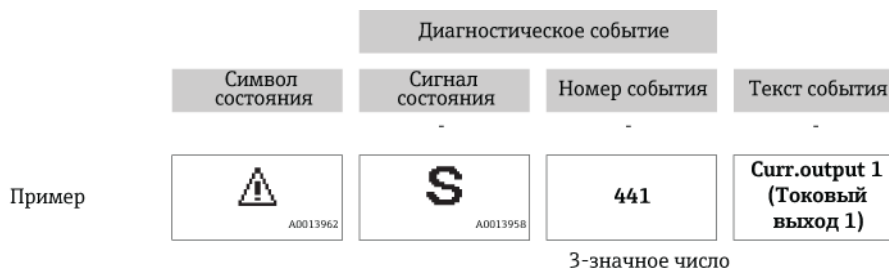 Диагностическое событие
Символ состояния
Сигнал состояния
Номер события
Текст события
- - -
Пример
A0013962
S
A0013958
441
Curr.output 1
(Токовый
выход 1)
3-значное число